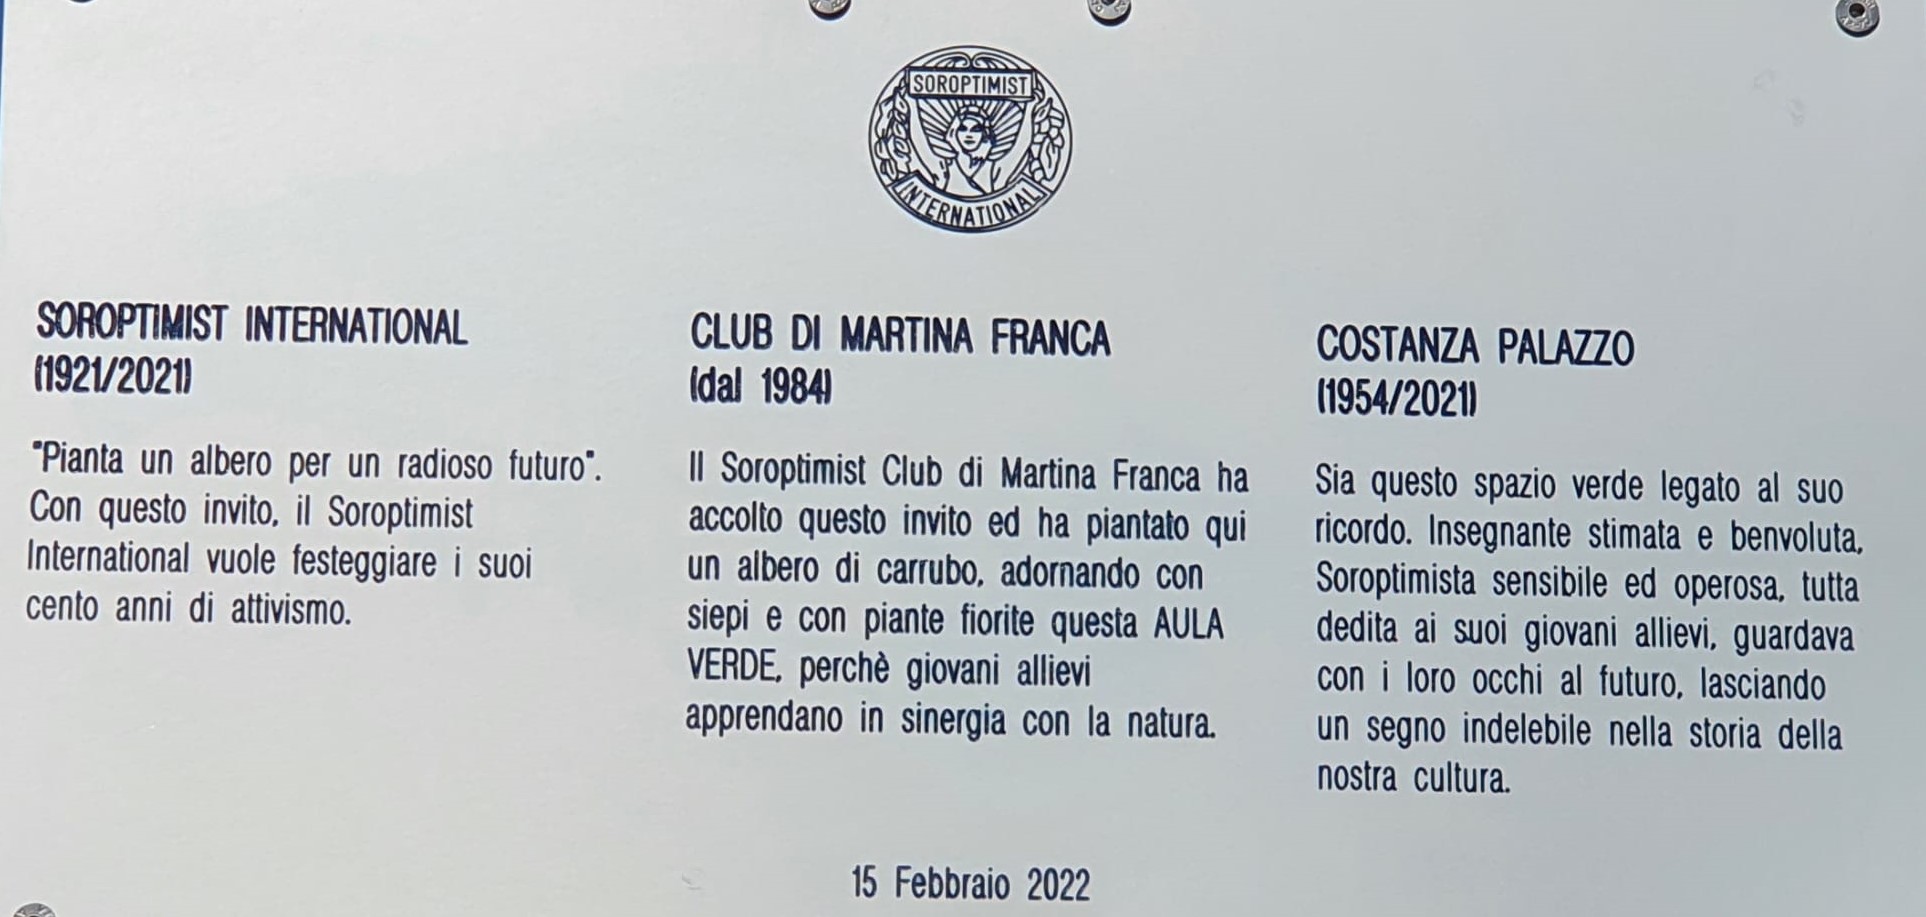 SOROPTIMIST
INTERNATIONAL
SOROPTIMIST INTERNATIONAL
(1921/2021)
"Pianta un albero per un radioso futuro".
Con questo invito, il Soroptimist
International vuole festeggiare i suoi
cento anni di attivismo.
CLUB DI MARTINA FRANCA
(dal 1984)
Il Soroptimist Club di Martina Franca ha
accolto questo invito ed ha piantato qui
un albero di carrubo, adornando con
siepi e con piante fiorite questa AULA
VERDE, perchè giovani allievi
apprendano in sinergia con la natura.
COSTANZA PALAZZO
(1954/2021)
Sia questo spazio verde legato al suo
ricordo. Insegnante stimata e benvoluta,
Soroptimista sensibile ed operosa, tutta
dedita ai suoi giovani allievi, guardava
con i loro occhi al futuro, lasciando
un segno indelebile nella storia della
nostra cultura.
15 Febbraio 2022